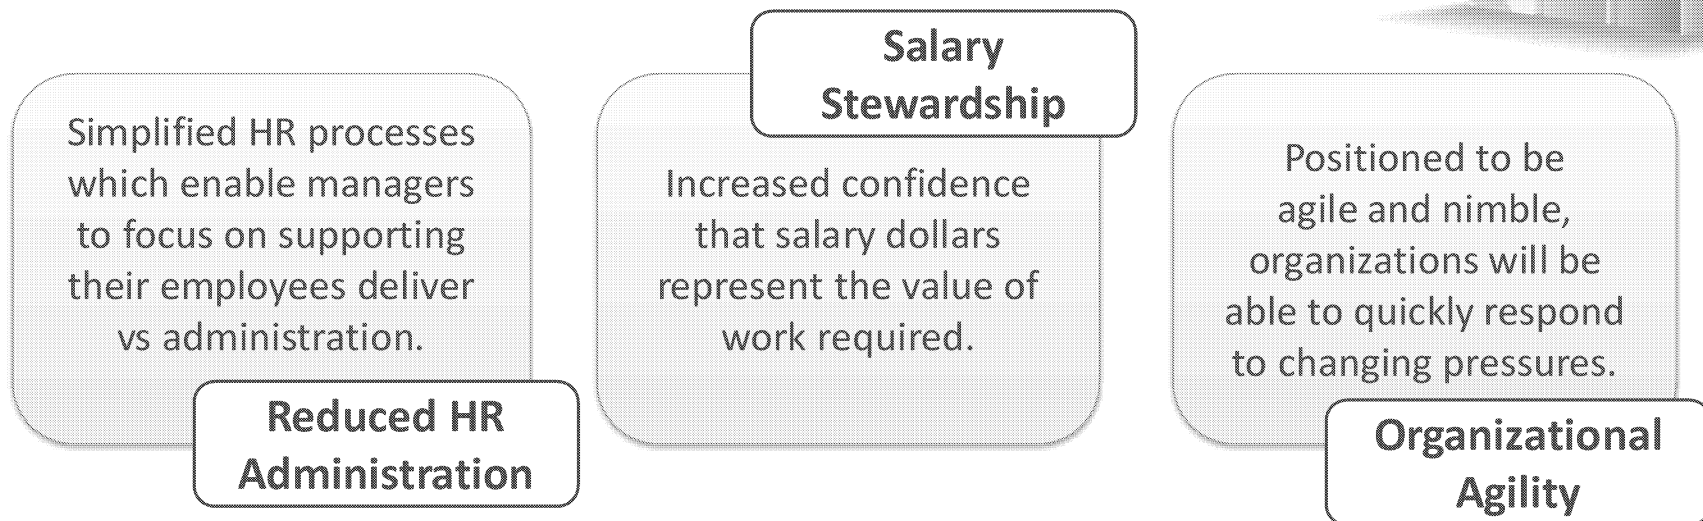 Simplified HR processes
which enable managers
to focus on supporting
their employees deliver
vs administration.
Reduced HR
Administration
Salary
Stewardship
Increased confidence
that salary dollars
represent the value of
work required.
Positioned to be
agile and nimble,
organizations will be
able to quickly respond
to changing pressures.
Organizational
Agility